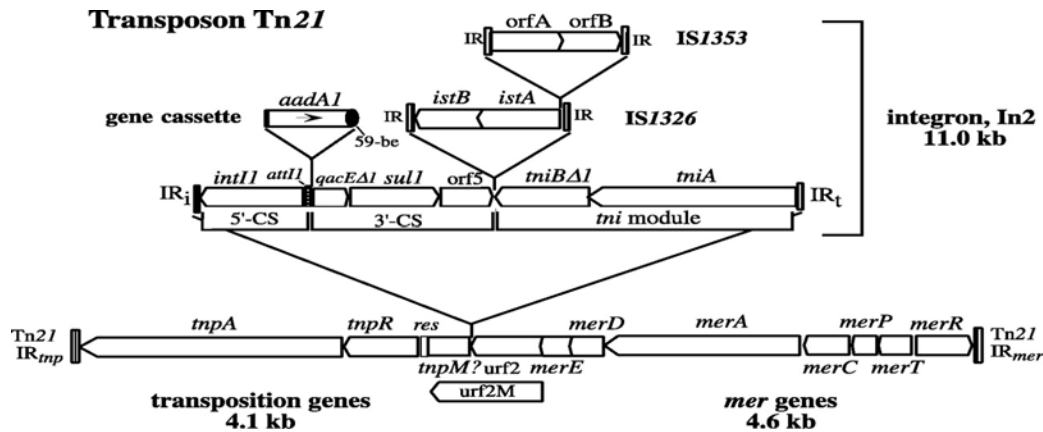 Transposon Tn21
orfA orfB
IR IR IS1353
istB istA
IR IR IS1326
aadA1
gene cassette
59-be
integron, In2
11.0 kb
intI1 attI1 qacEΔ1 sul1 orf5 tniBΔ1 tniA
IRi IRt
5'-CS 3'-CS tni module
tnpA tnpR res merD merA merP merR
Tn21 Tn21
IRtnp IRmer
tnpM? urf2 merE merC merT
urf2M
transposition genes mer genes
4.1 kb 4.6 kb